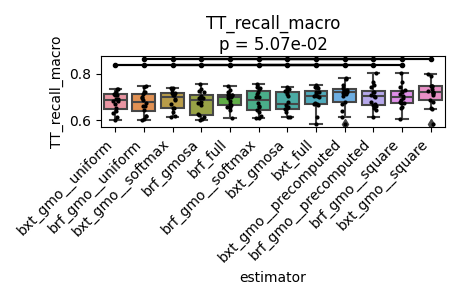 TT_recall_macro
p = 5.07e-02
TT_recall_macro
0.8
0.6
bxt_gmo__uniform
brf_gmo__uniform
bxt_gmo__softmax
brf_gmosa
brf_full
brf_gmo__softmax
bxt_gmosa
bxt_full
bxt_gmo__precomputed
brf_gmo__precomputed
brf_gmo__square
bxt_gmo__square
estimator